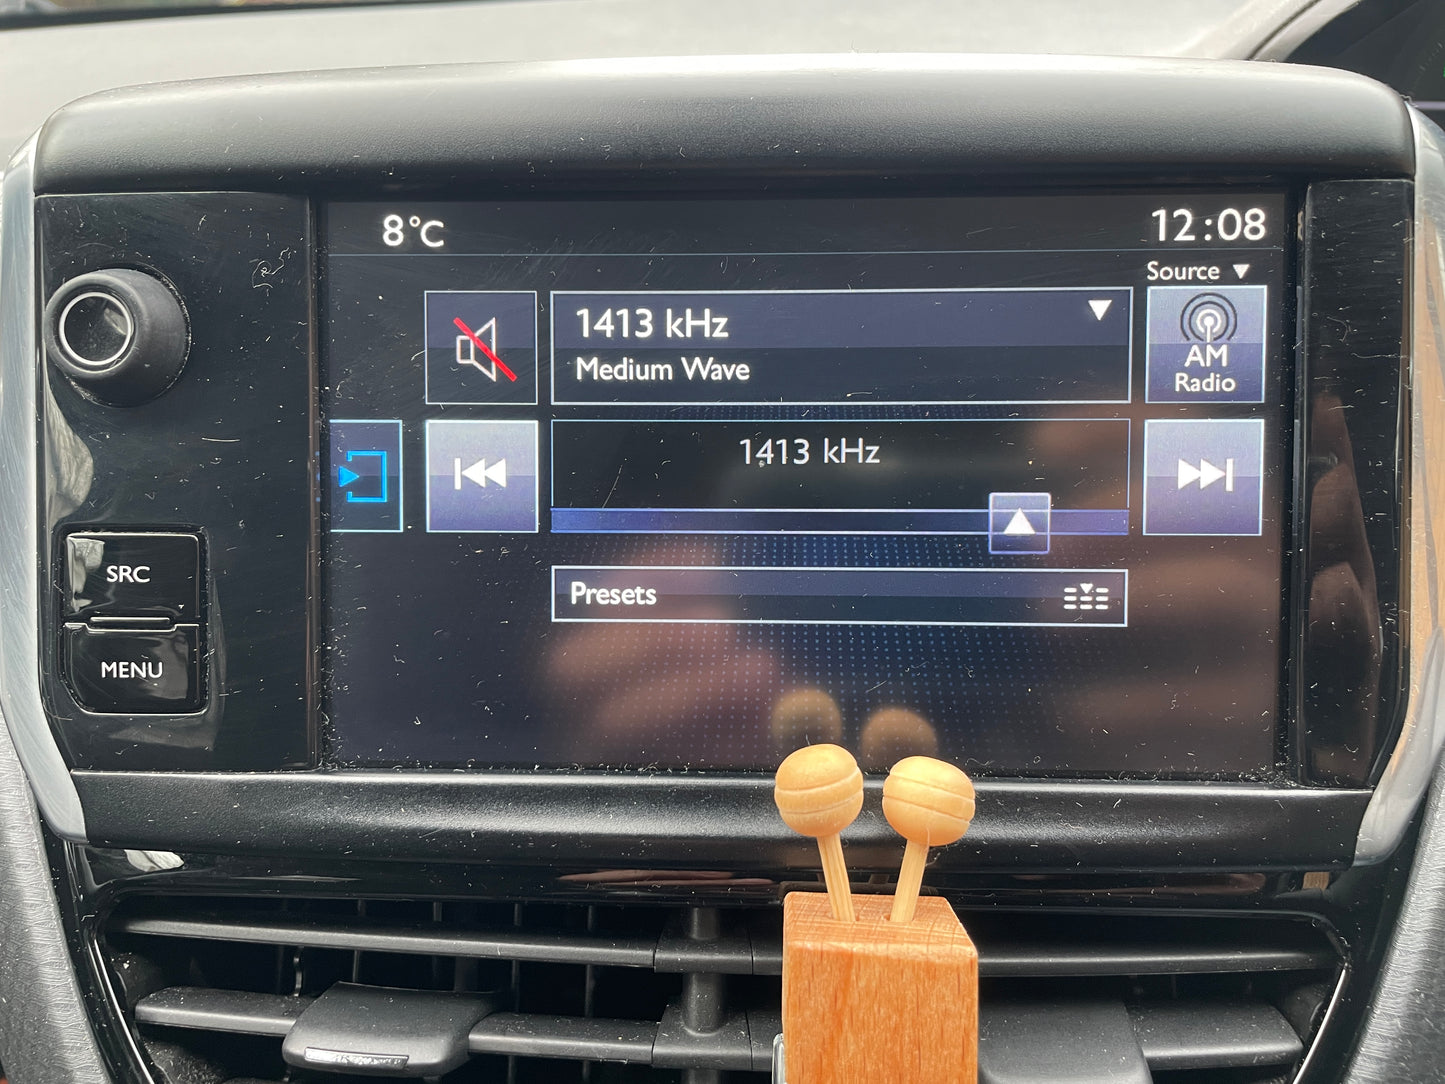 8°C
12:08
Source
1413 kHz
Medium Wave
AM
Radio
1413 kHz
Presets
SRC
MENU